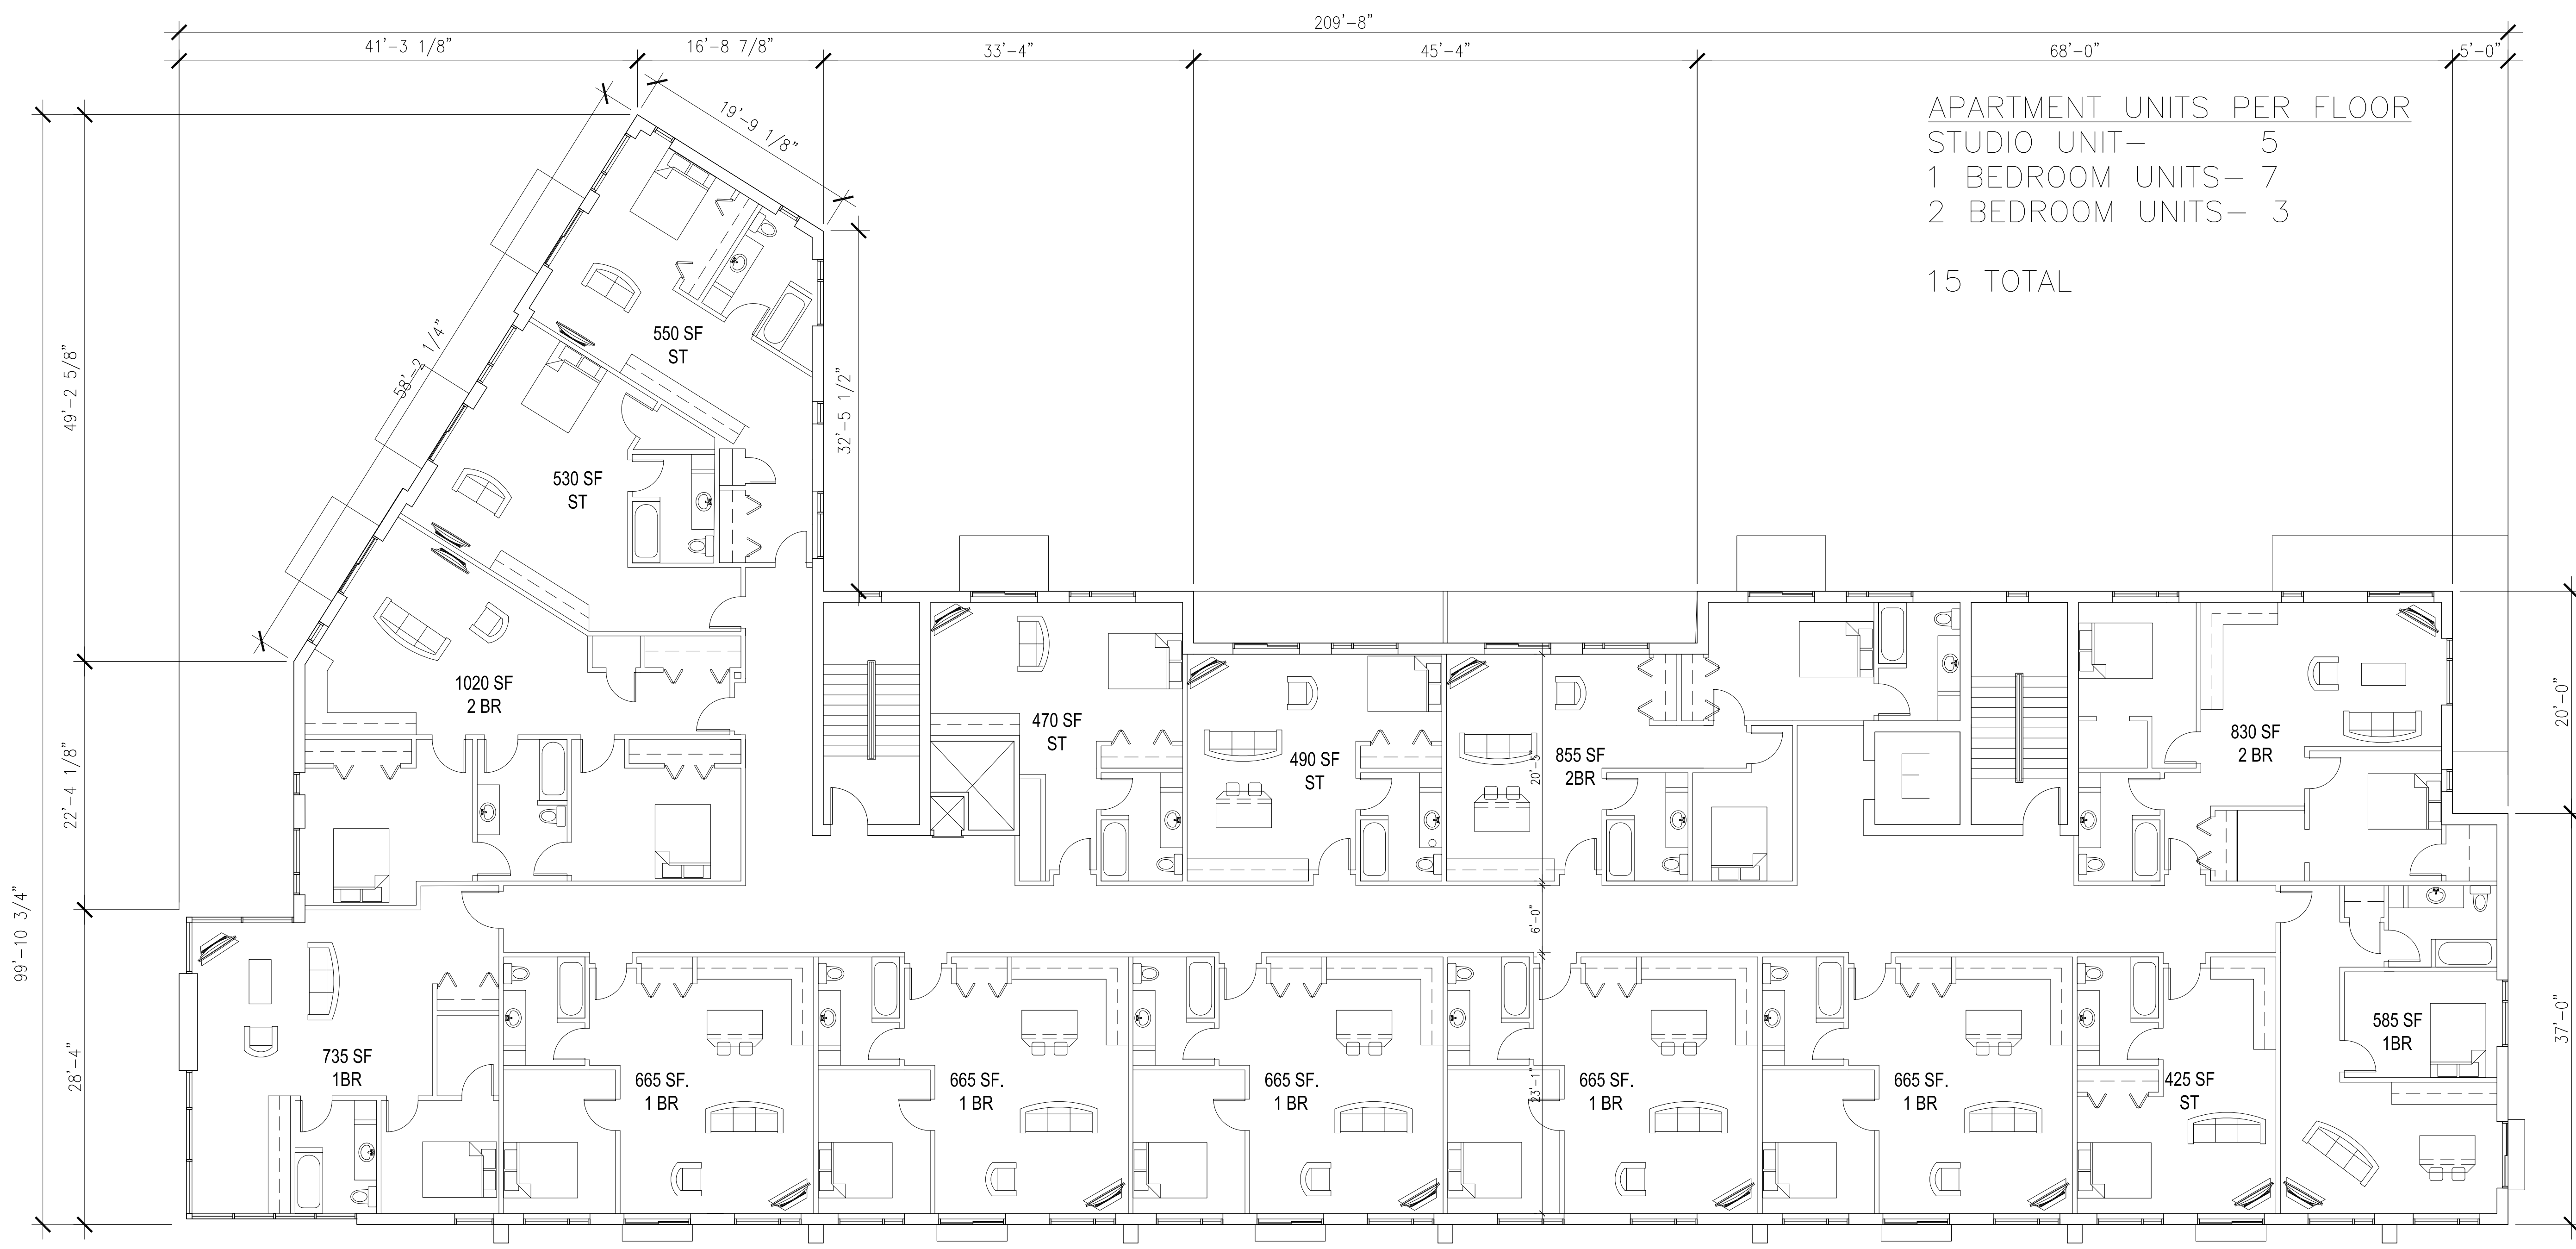 209'-8"
41'-3 1/8"
16'-8 7/8"
33'-4"
45'-4"
68'-0"
5'-0"
APARTMENT UNITS PER FLOOR
STUDIO UNIT- 5
1 BEDROOM UNITS- 7
2 BEDROOM UNITS- 3
15 TOTAL
19'-9 1/8"
58'-2 1/4"
49'-2 5/8"
32'-5 1/2"
550 SF
ST
530 SF
ST
1020 SF
2 BR
470 SF
ST
490 SF
ST
20'-5"
855 SF
2BR
830 SF
2 BR
20'-0"
22'-4 1/8"
99'-10 3/4"
6'-0"
28'-4"
735 SF
1BR
665 SF.
1 BR
665 SF.
1 BR
665 SF.
1 BR
23'-1"
665 SF.
1 BR
665 SF.
1 BR
425 SF
ST
585 SF
1BR
37'-0"